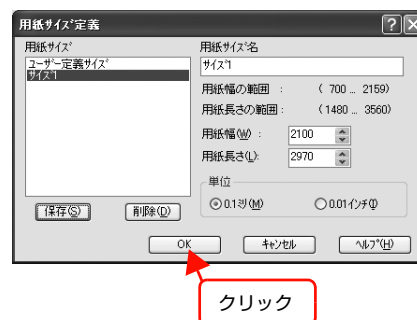 用紙サイズ定義
用紙サイズ
ユーザー定義サイズ
サイズ1
用紙サイズ名
サイズ1
用紙幅の範囲 : ( 700 ... 2159)
用紙長さの範囲 : (1480 ... 3560)
用紙幅(W) : 2100
用紙長さ(L): 2970
単位
0.1ミリ(M) 0.01インチ(I)
保存(S) 削除(D)
OK キャンセル ヘルプ(H)
クリック